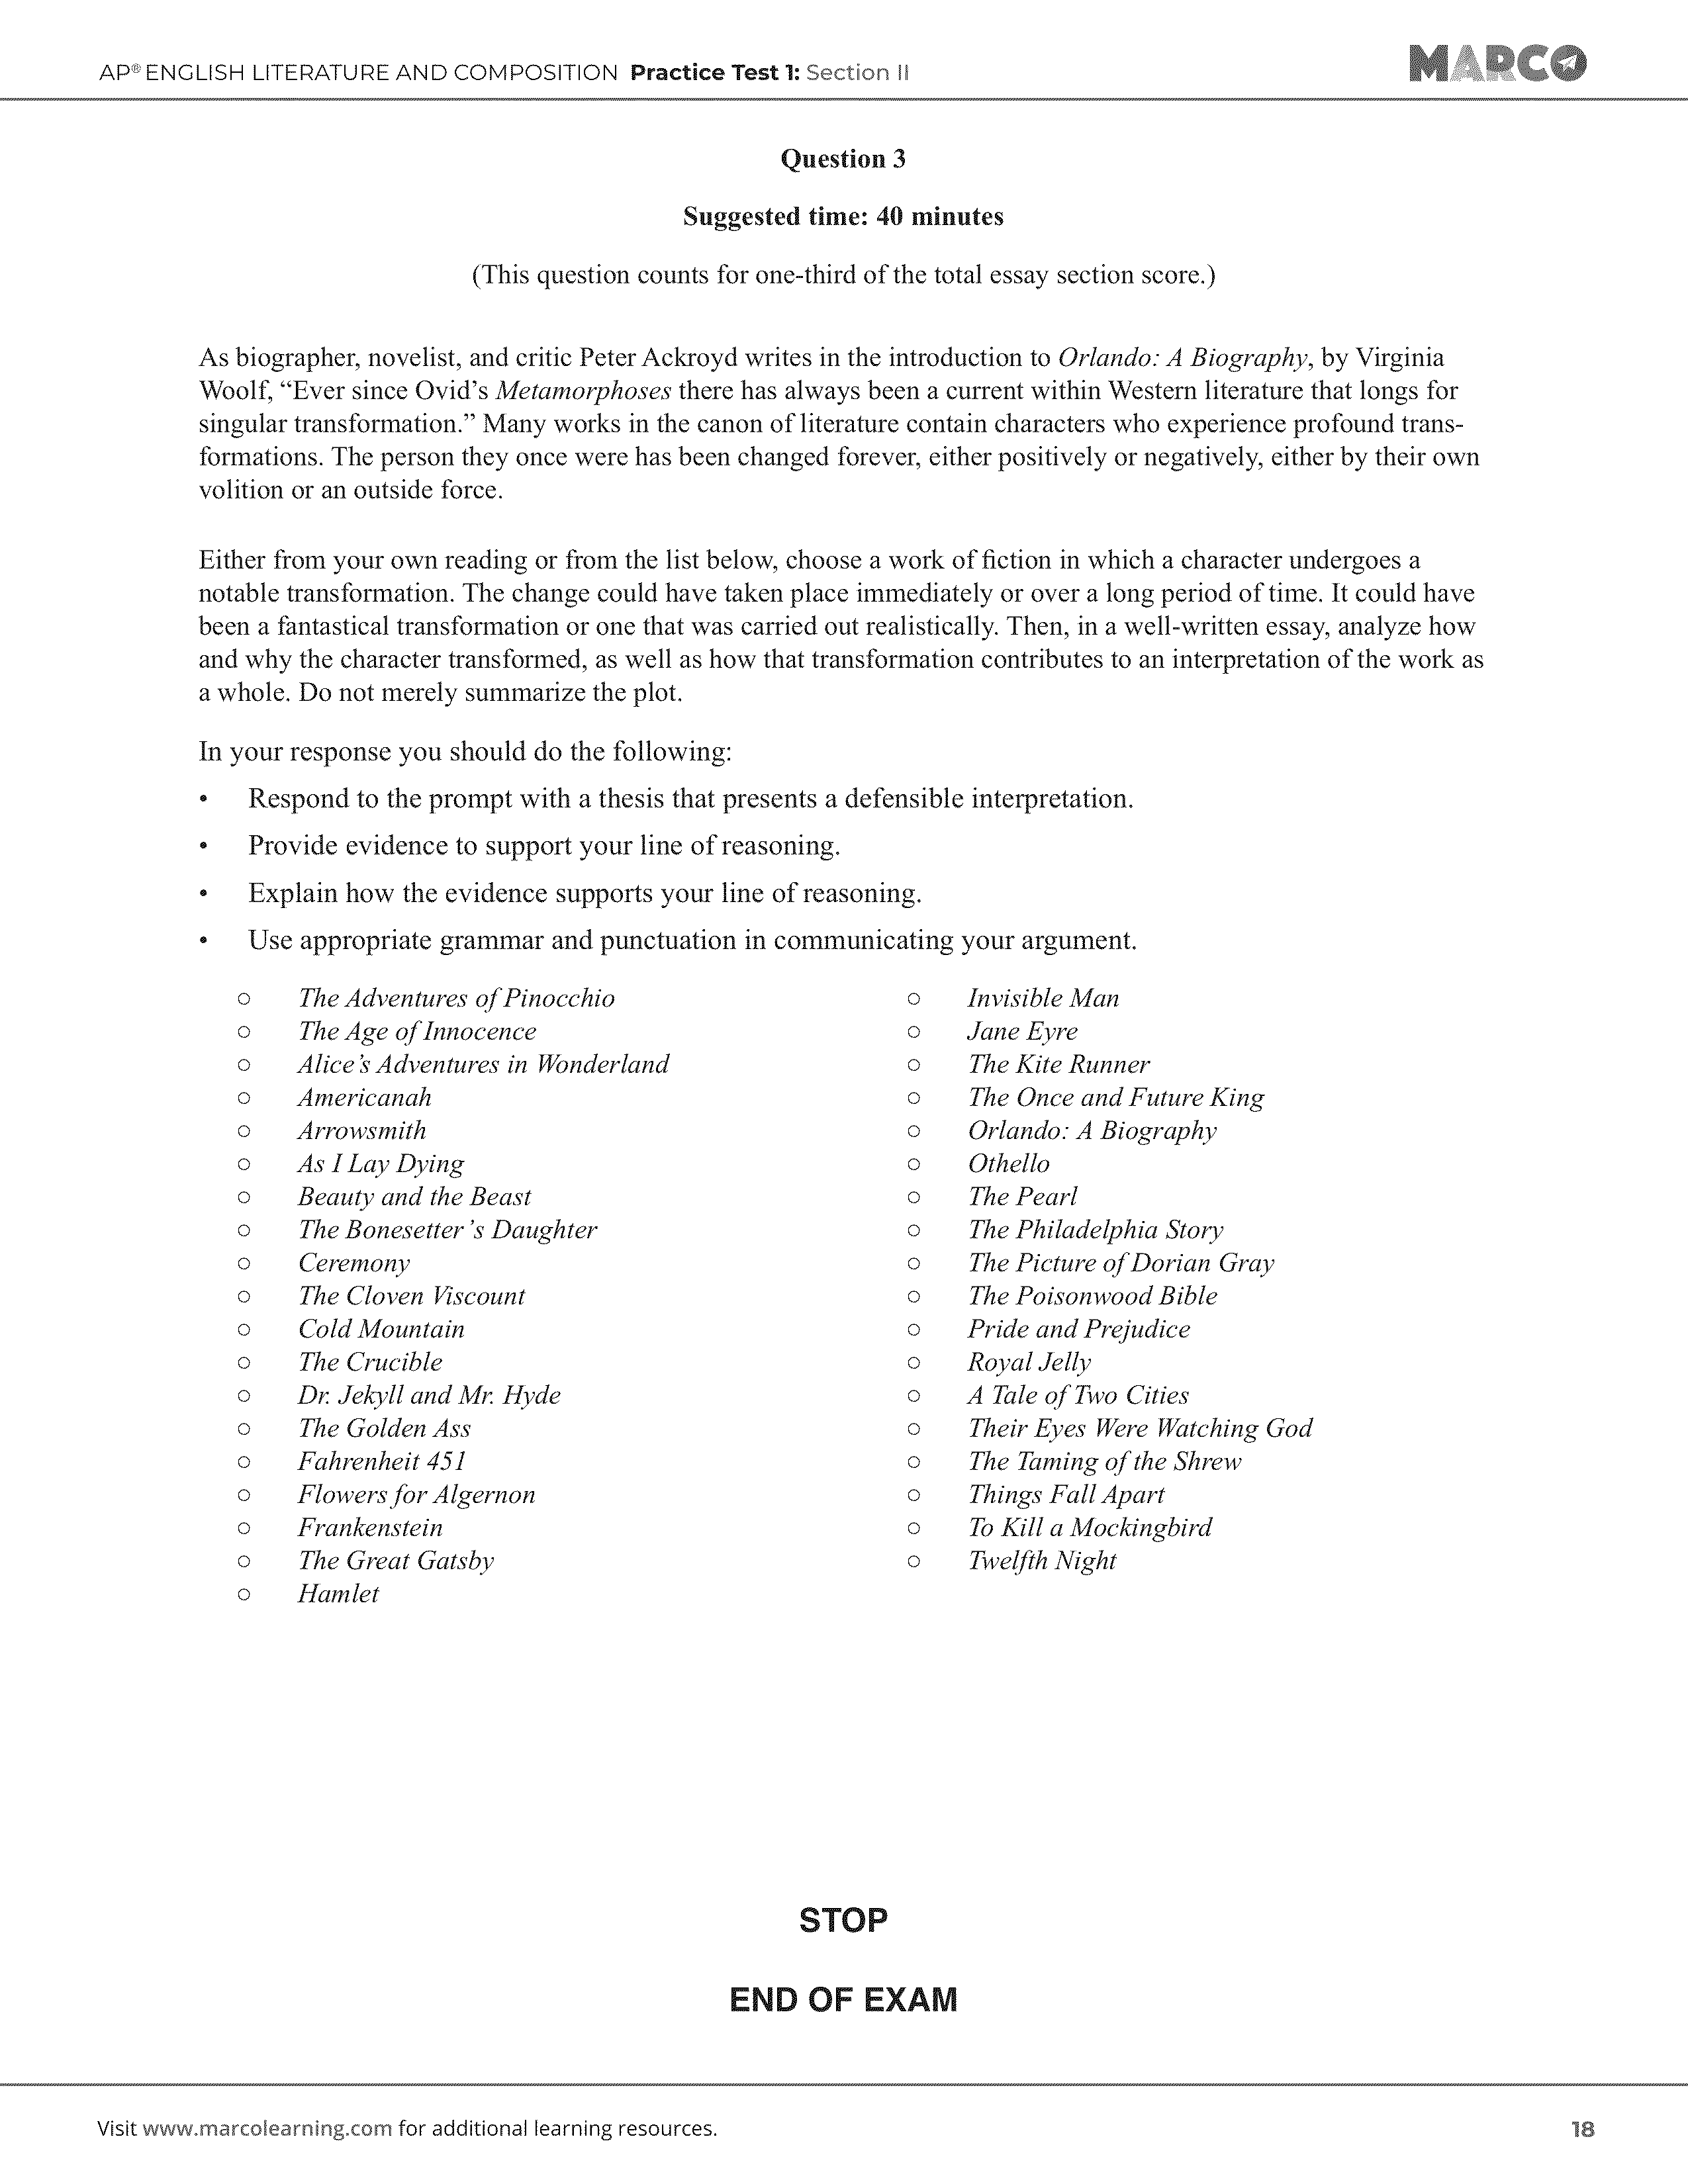 AP® ENGLISH LITERATURE AND COMPOSITION Practice Test 1: Section II
MARCO
Question 3
Suggested time: 40 minutes
(This question counts for one-third of the total essay section score.)
As biographer, novelist, and critic Peter Ackroyd writes in the introduction to Orlando: A Biography, by Virginia
Woolf, “Ever since Ovid’s Metamorphoses there has always been a current within Western literature that longs for
singular transformation.” Many works in the canon of literature contain characters who experience profound trans-
formations. The person they once were has been changed forever, either positively or negatively, either by their own
volition or an outside force.
Either from your own reading or from the list below, choose a work of fiction in which a character undergoes a
notable transformation. The change could have taken place immediately or over a long period of time. It could have
been a fantastical transformation or one that was carried out realistically. Then, in a well-written essay, analyze how
and why the character transformed, as well as how that transformation contributes to an interpretation of the work as
a whole. Do not merely summarize the plot.
In your response you should do the following:
• Respond to the prompt with a thesis that presents a defensible interpretation.
• Provide evidence to support your line of reasoning.
• Explain how the evidence supports your line of reasoning.
• Use appropriate grammar and punctuation in communicating your argument.
○ The Adventures of Pinocchio
○ The Age of Innocence
○ Alice’s Adventures in Wonderland
○ Americanah
○ Arrowsmith
○ As I Lay Dying
○ Beauty and the Beast
○ The Bonesetter’s Daughter
○ Ceremony
○ The Cloven Viscount
○ Cold Mountain
○ The Crucible
○ Dr. Jekyll and Mr. Hyde
○ The Golden Ass
○ Fahrenheit 451
○ Flowers for Algernon
○ Frankenstein
○ The Great Gatsby
○ Hamlet
○ Invisible Man
○ Jane Eyre
○ The Kite Runner
○ The Once and Future King
○ Orlando: A Biography
○ Othello
○ The Pearl
○ The Philadelphia Story
○ The Picture of Dorian Gray
○ The Poisonwood Bible
○ Pride and Prejudice
○ Royal Jelly
○ A Tale of Two Cities
○ Their Eyes Were Watching God
○ The Taming of the Shrew
○ Things Fall Apart
○ To Kill a Mockingbird
○ Twelfth Night
STOP
END OF EXAM
Visit www.marcolearning.com for additional learning resources.
18